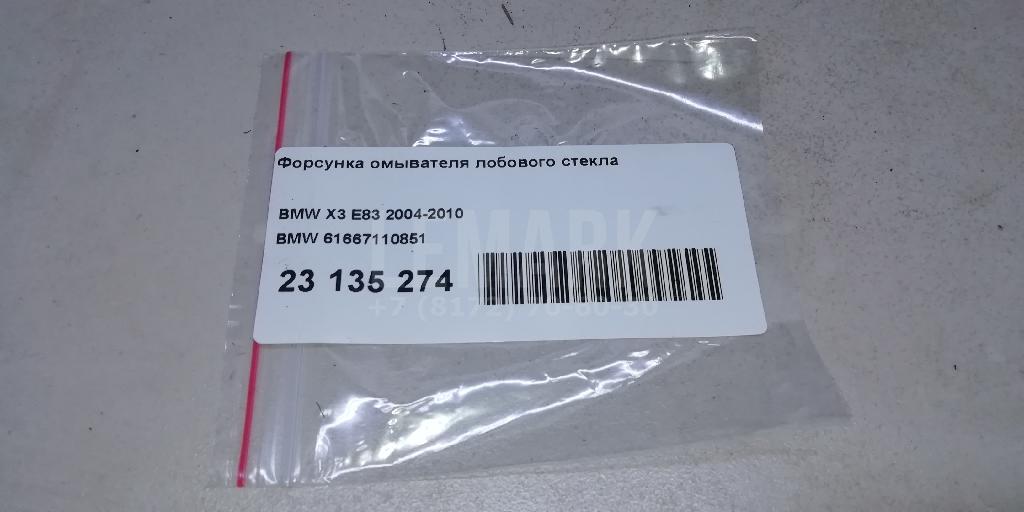 Форсунка омывателя лобового стекла
BMW X3 E83 2004-2010
BMW 61667110851
23 135 274